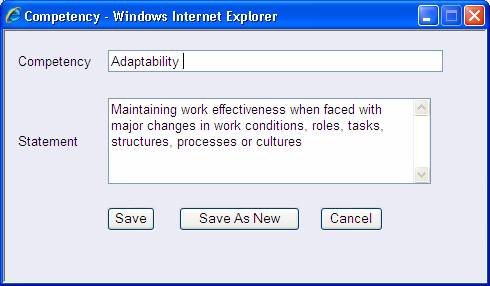 Competency - Windows Internet Explorer
Competency
Adaptability
Statement
Maintaining work effectiveness when faced with
major changes in work conditions, roles, tasks,
structures, processes or cultures
Save
Save As New
Cancel